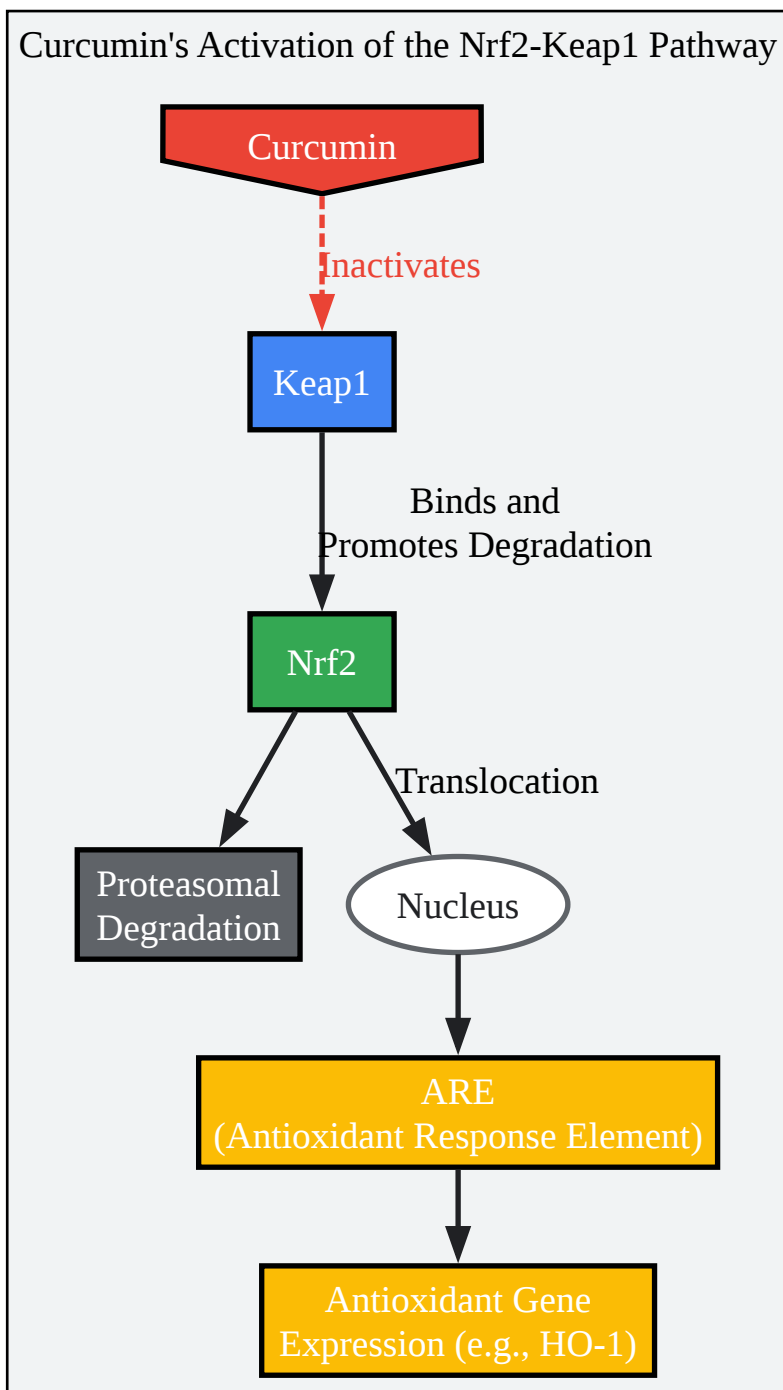 Curcumin's Activation of the Nrf2-Keap1 Pathway
Curcumin
Inactivates
Keap1
Binds and
Promotes Degradation
Nrf2
Translocation
Proteasomal
Degradation
Nucleus
ARE
(Antioxidant Response Element)
Antioxidant Gene
Expression (e.g., HO-1)